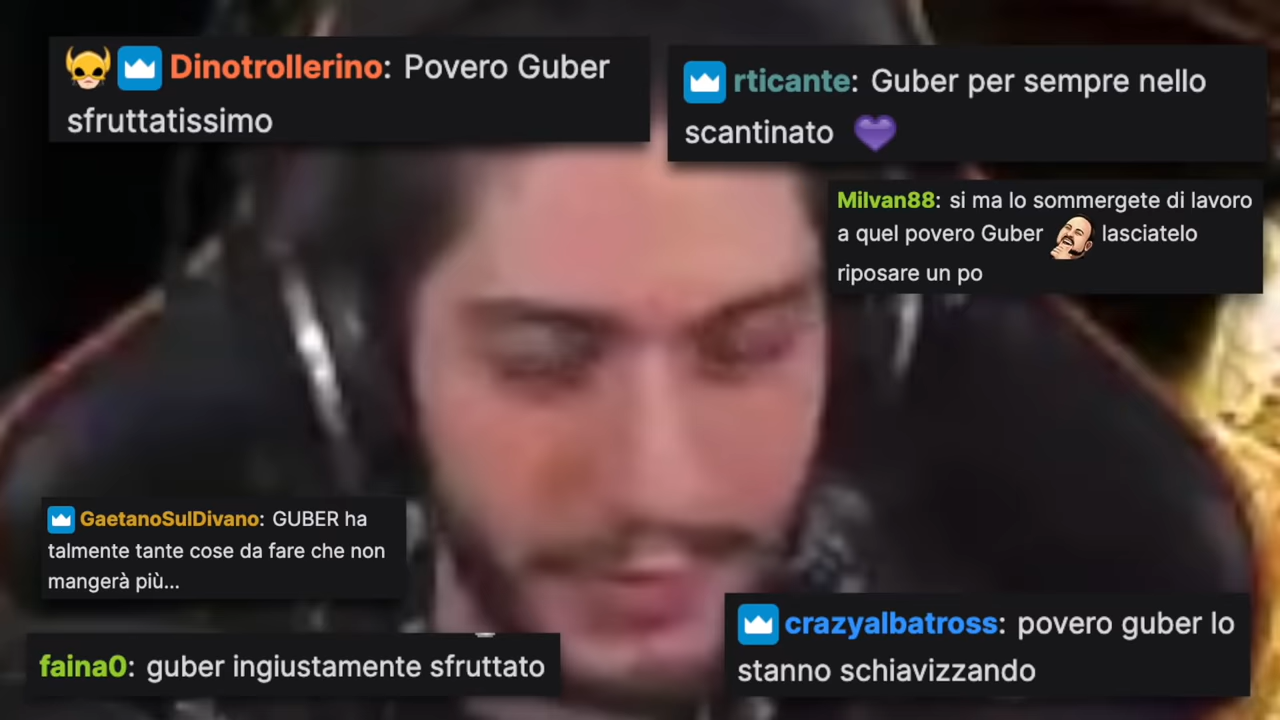 Dinotrollerino: Povero Guber
sfruttatissimo
rticante: Guber per sempre nello
scantinato 💜
Milvan88: si ma lo sommergete di lavoro
a quel povero Guber lasciatelo
riposare un po
GaetanoSulDivano: GUBER ha
talmente tante cose da fare che non
mangerà più...
faina0: guber ingiustamente sfruttato
crazyalbatross: povero guber lo
stanno schiavizzando